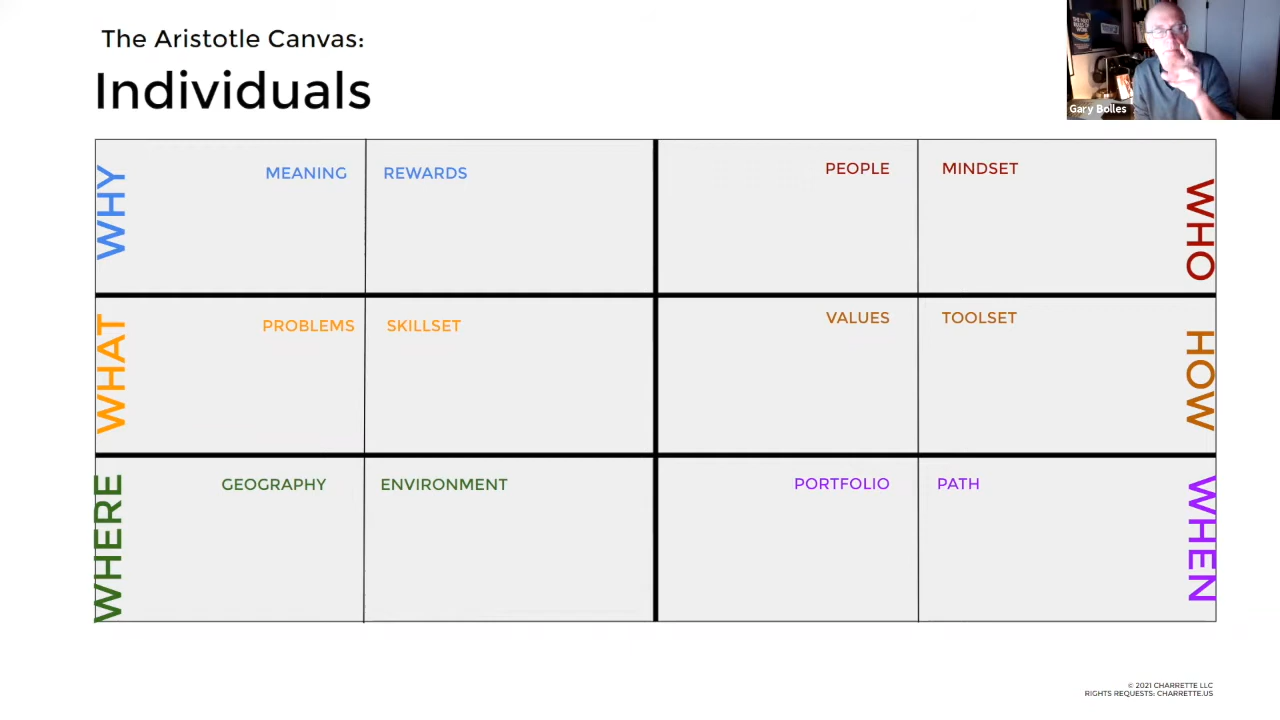 The Aristotle Canvas:
Individuals
Gary Bolles
WHY
MEANING
REWARDS
PEOPLE
MINDSET
WHO
WHAT
PROBLEMS
SKILLSET
VALUES
TOOLSET
HOW
WHERE
GEOGRAPHY
ENVIRONMENT
PORTFOLIO
PATH
WHEN
© 2021 CHARRETTE LLC
RIGHTS REQUESTS: CHARRETTE.US